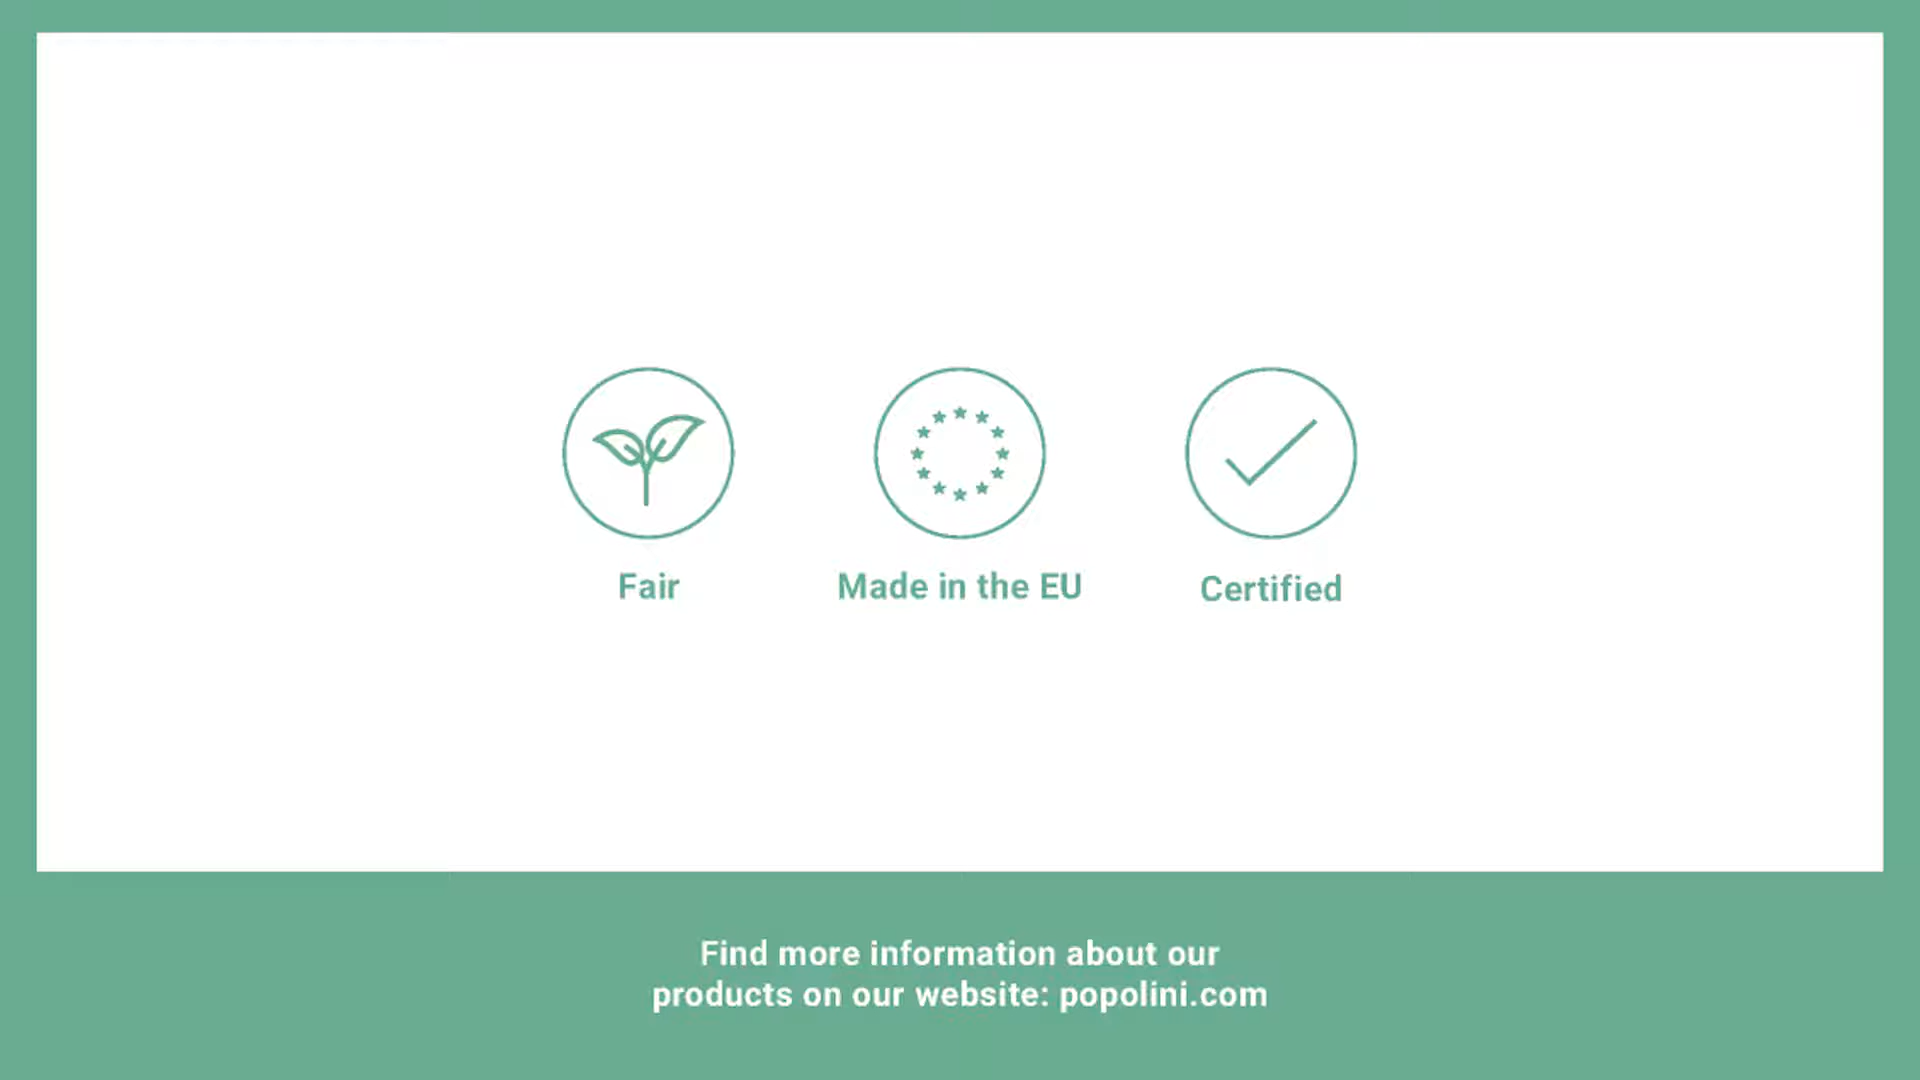 Fair
Made in the EU
Certified
Find more information about our
products on our website: popolini.com